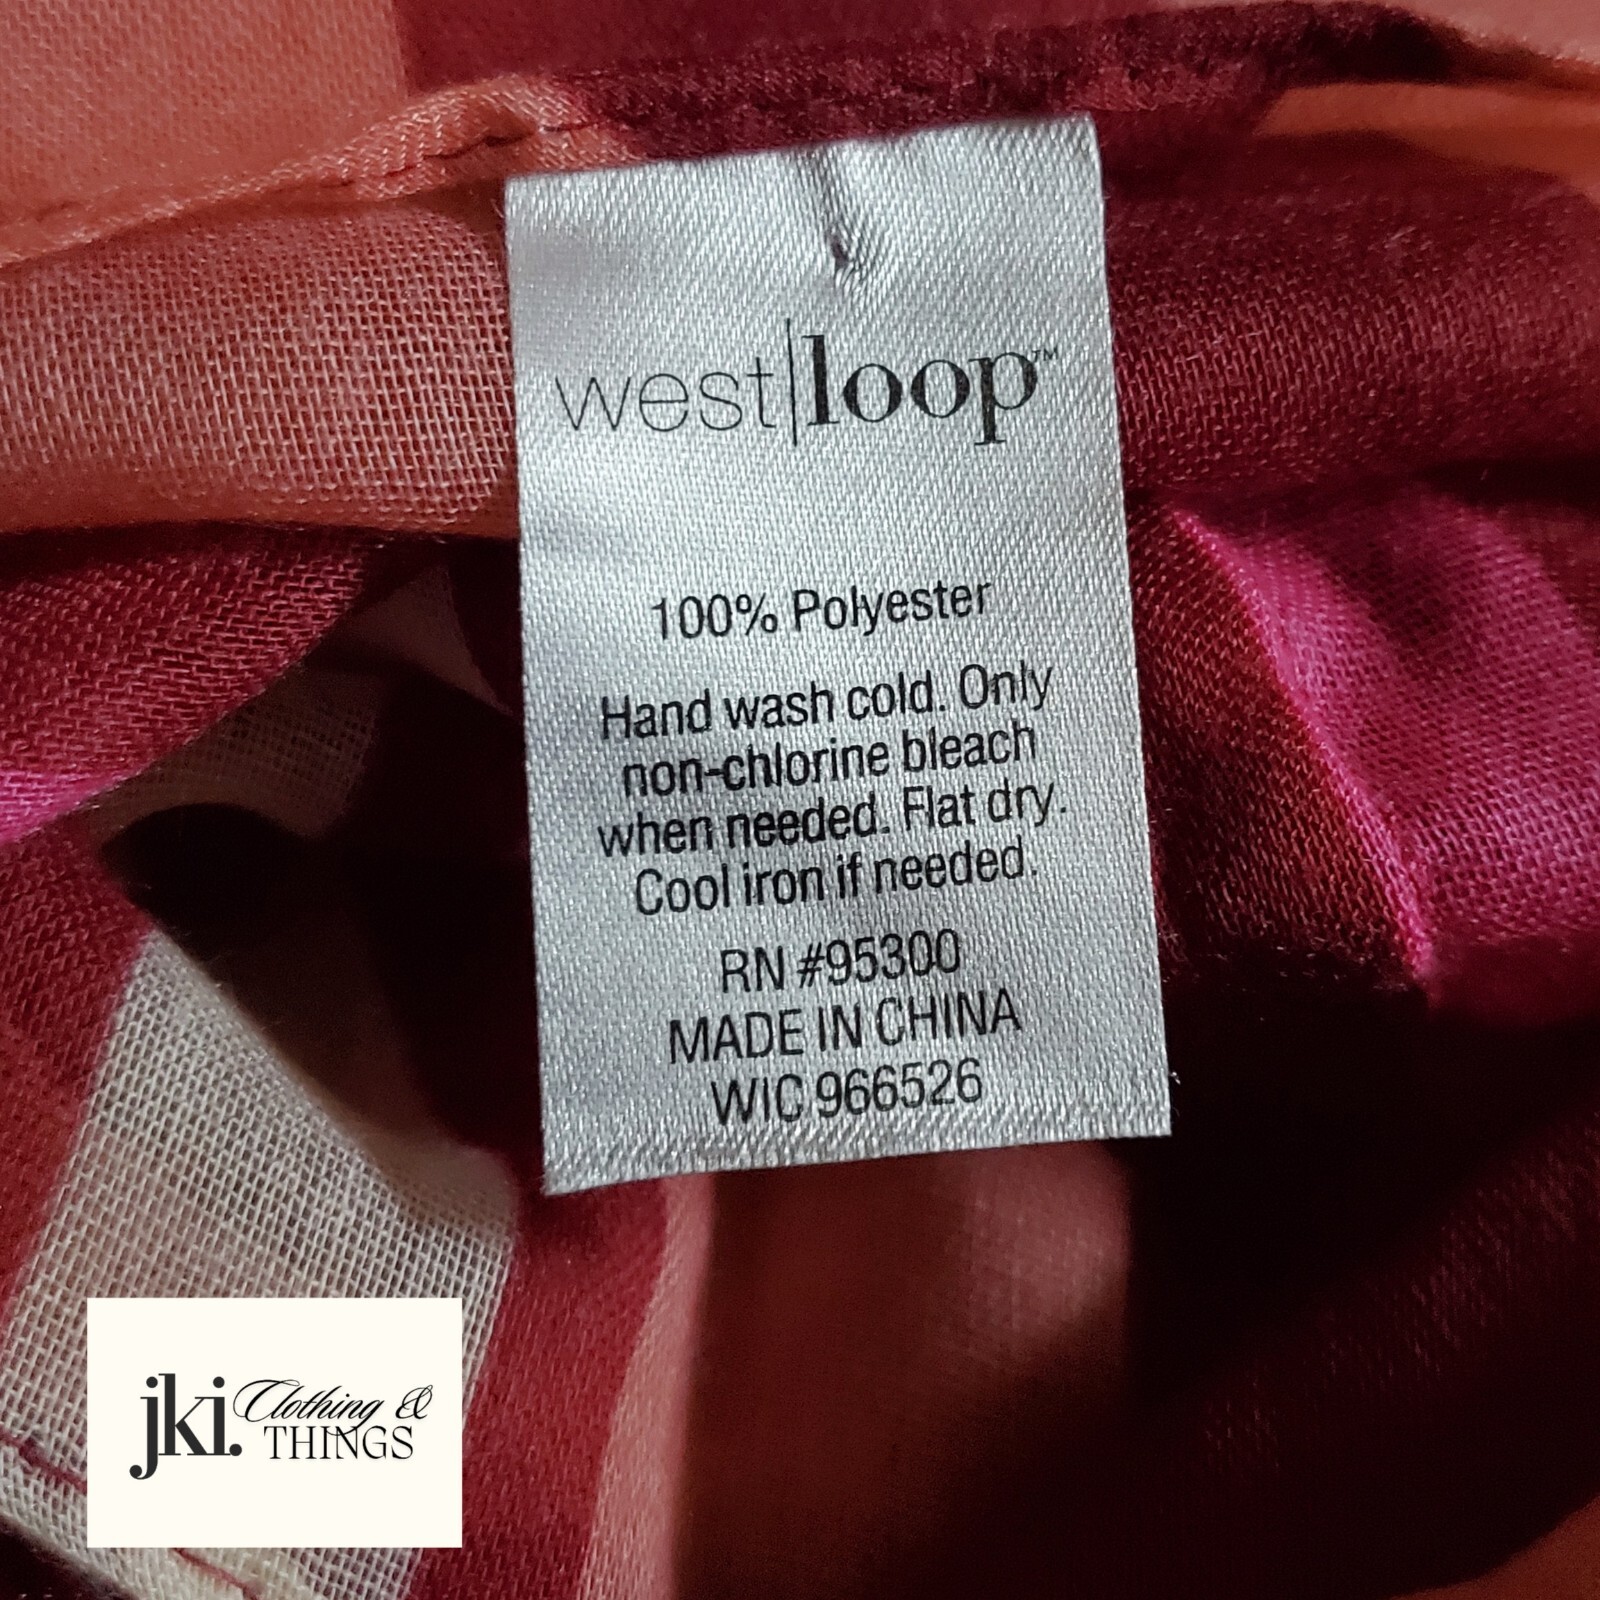 west|loop™
100% Polyester
Hand wash cold. Only
non-chlorine bleach
when needed. Flat dry.
Cool iron if needed.
RN #95300
MADE IN CHINA
WIC 966526
jki. Clothing &
THINGS